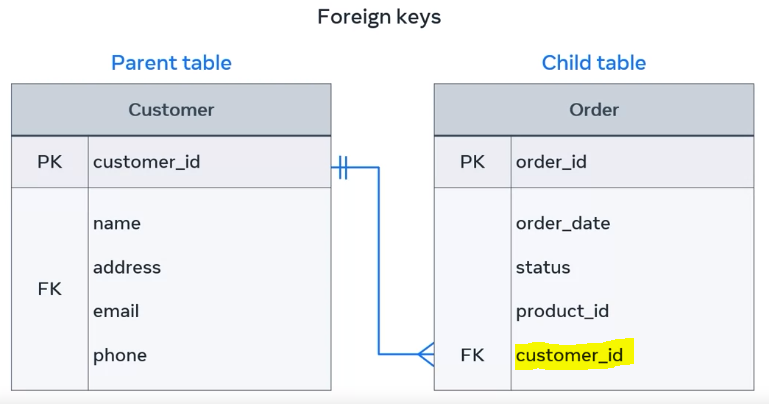 Foreign keys
Parent table
Customer
PK customer_id
name
address
FK
email
phone
Child table
Order
PK order_id
order_date
status
product_id
FK customer_id